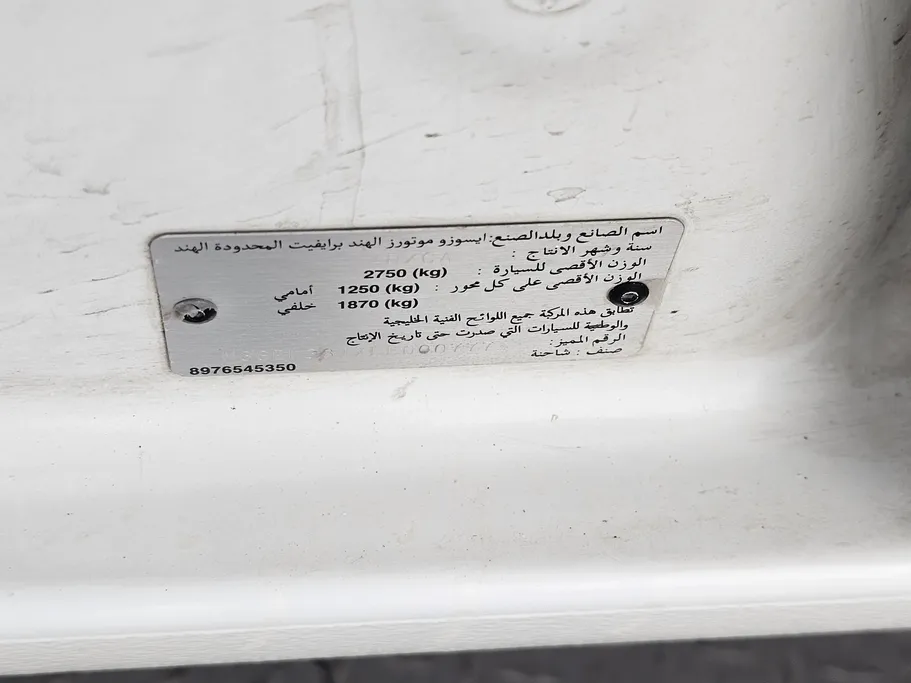 اسم الصانع وبلدالصنع:ايسوزو موتورز الهند برايفيت المحدودة الهند
سنة وشهر الانتاج :
الوزن الأقصى للسيارة : 2750 (kg)
الوزن الأقصى على كل محور : 1250 (kg) أمامي
1870 (kg) خلفي
تطابق هذه المركبة جميع اللوائح الفنية الخليجية
والوطنية للسيارات التي صدرت حتى تاريخ الإنتاج
الرقم المميز:
صنف : شاحنة
8976545350